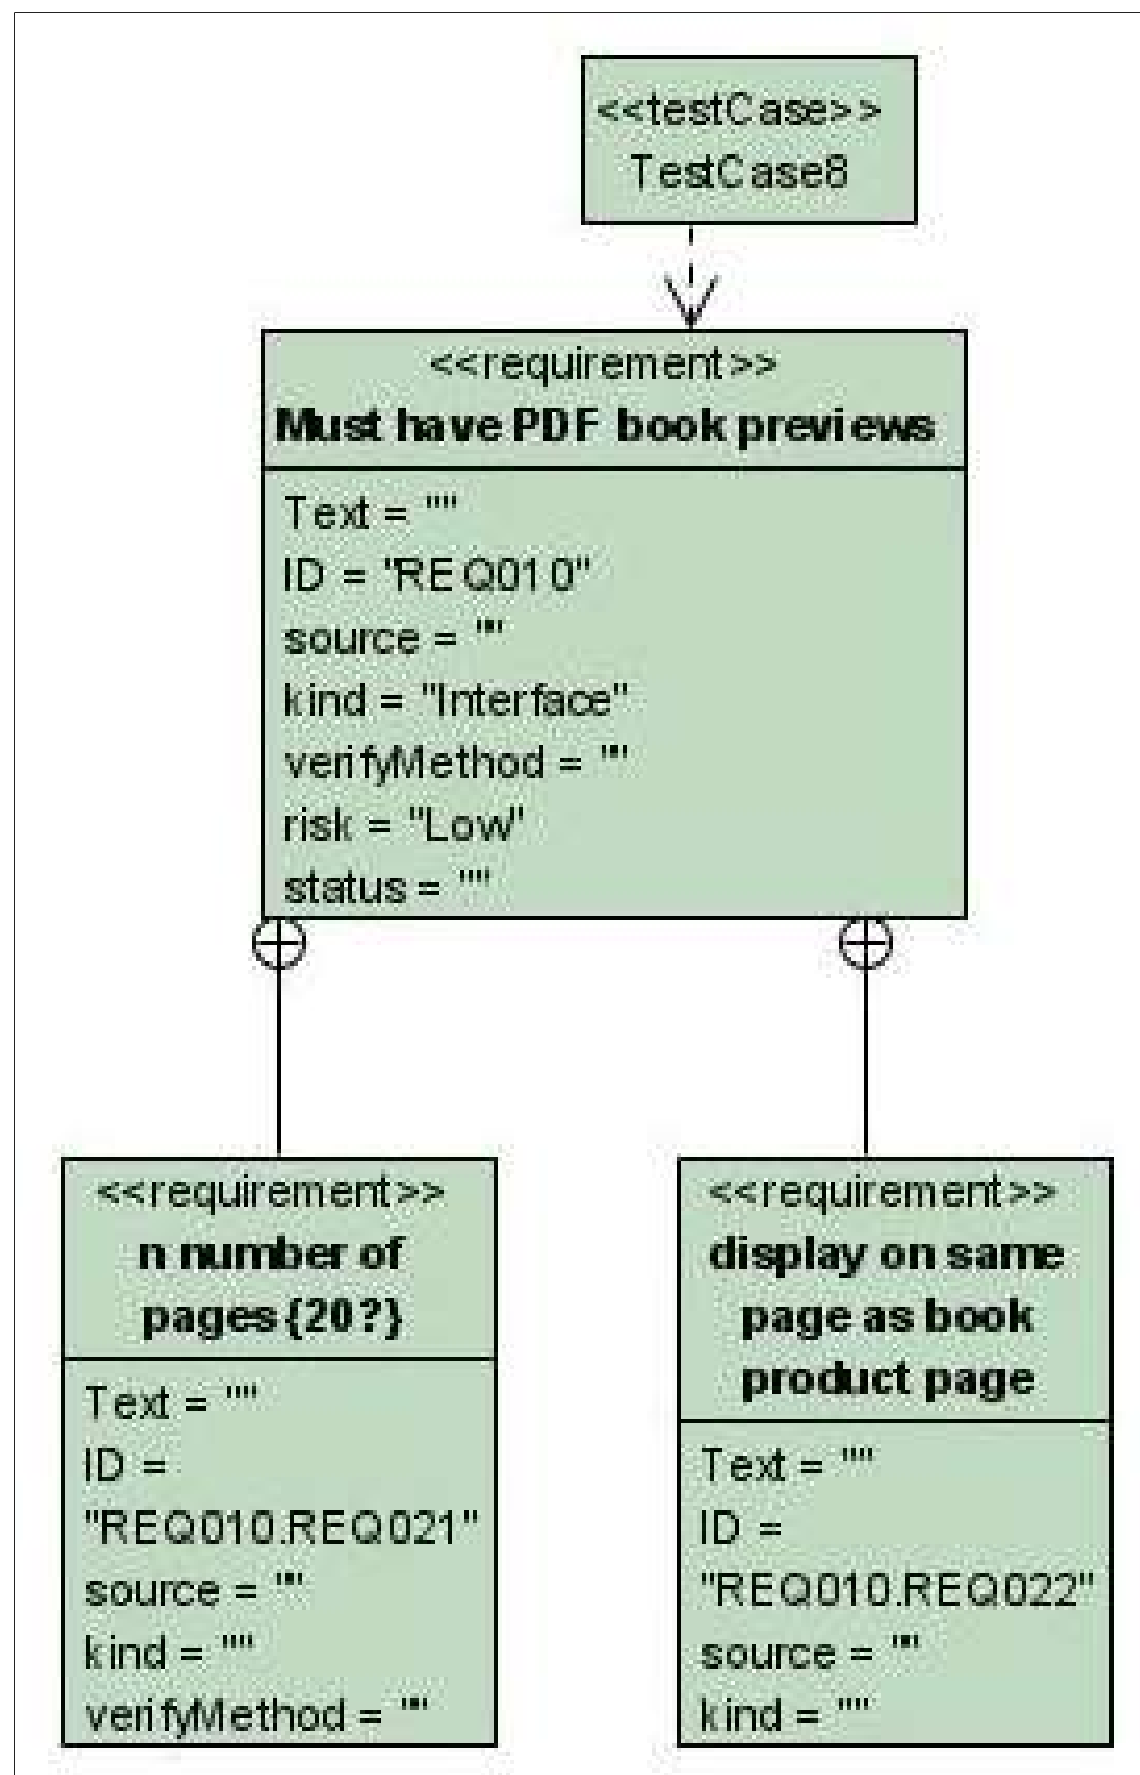 <<testCase>>
TestCase8
<<requirement>>
Must have PDF book previews
Text = ""
ID = "REQ010"
source = ""
kind = "Interface"
verifyMethod = ""
risk = "Low"
status = ""
<<requirement>>
n number of
pages {20?}
Text = ""
ID =
"REQ010.REQ021"
source = ""
kind = ""
verifyMethod = ""
<<requirement>>
display on same
page as book
product page
Text = ""
ID =
"REQ010.REQ022"
source = ""
kind = ""